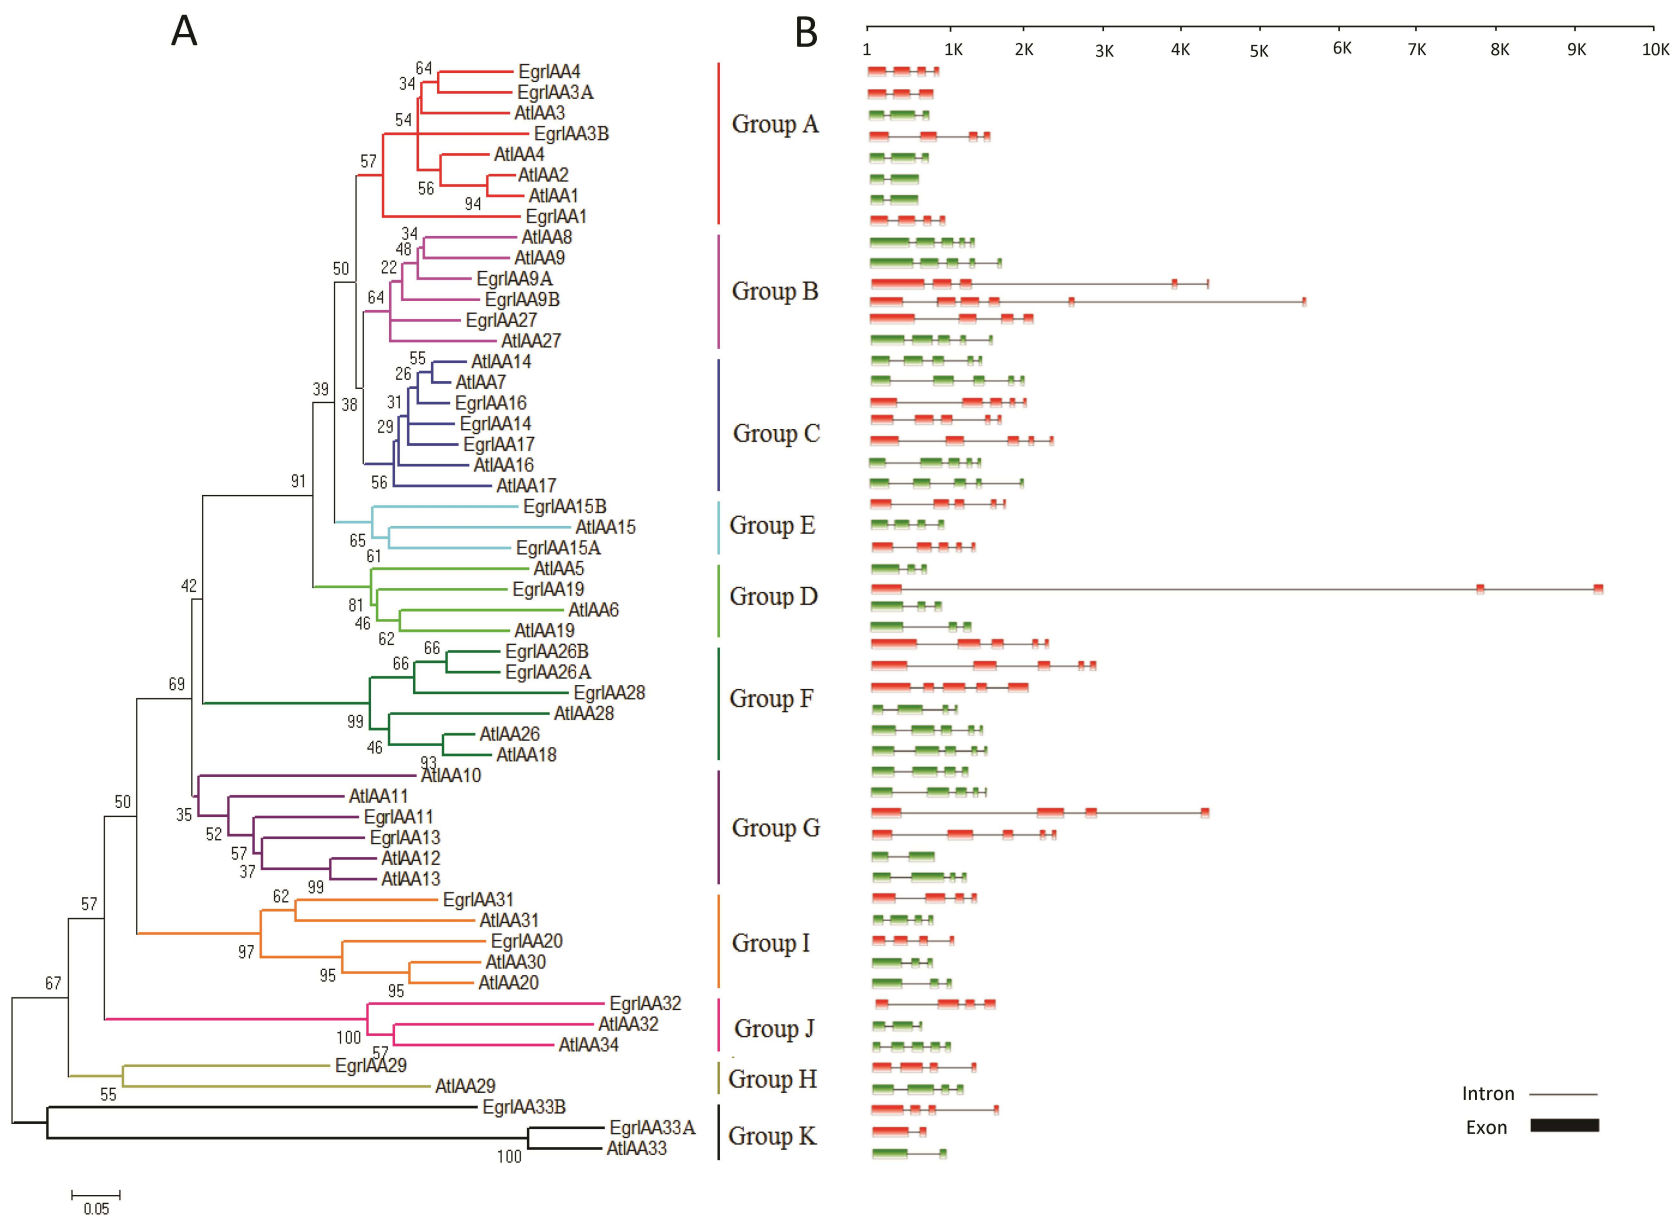 A
B
1 1K 2K 3K 4K 5K 6K 7K 8K 9K 10K
64 EgrIAA4
34 EgrIAA3A
AtIAA3
54 EgrIAA3B
Group A
AtIAA4
57 AtIAA2
56 AtIAA1
94 EgrIAA1
34 AtIAA8
48 AtIAA9
50 22 EgrIAA9A
64 EgrIAA9B
Group B
EgrIAA27
AtIAA27
55 AtIAA14
26 AtIAA7
39 38 31 EgrIAA16
29 EgrIAA14
Group C
EgrIAA17
AtIAA16
91 56 AtIAA17
EgrIAA15B
AtIAA15
Group E
65 EgrIAA15A
61 AtIAA5
42 EgrIAA19
Group D
81 AtIAA6
46 AtIAA19
62 EgrIAA26B
66 66 EgrIAA26A
69 EgrIAA28
Group F
99 AtIAA28
46 AtIAA26
AtIAA18
93 AtIAA10
50 AtIAA11
35 EgrIAA11
52 EgrIAA13
Group G
57 AtIAA12
37 AtIAA13
99
62 EgrIAA31
57 AtIAA31
97 EgrIAA20
Group I
95 AtIAA30
67 AtIAA20
95 EgrIAA32
100 AtIAA32
Group J
57 AtIAA34
EgrIAA29
Group H
55 AtIAA29
EgrIAA33B
EgrIAA33A
Group K
100 AtIAA33
Intron
Exon
0.05